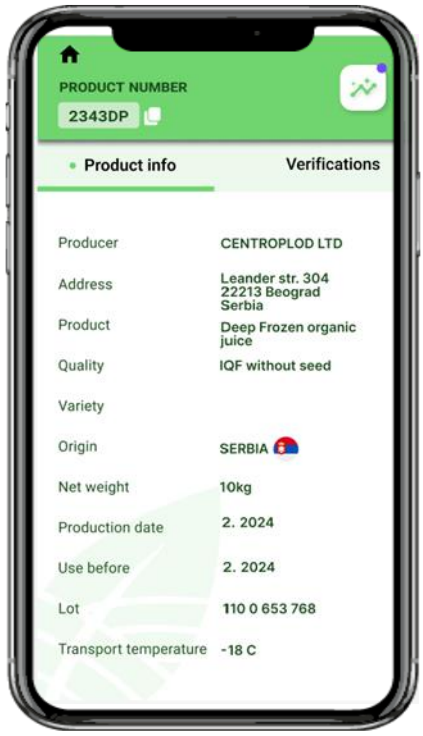 PRODUCT NUMBER
2343DP
Product info
Verifications
Producer
CENTROPLOD LTD
Address
Leander str. 304
22213 Beograd
Serbia
Product
Deep Frozen organic
juice
Quality
IQF without seed
Variety
Origin
SERBIA
Net weight
10kg
Production date
2. 2024
Use before
2. 2024
Lot
110 0 653 768
Transport temperature
-18 C